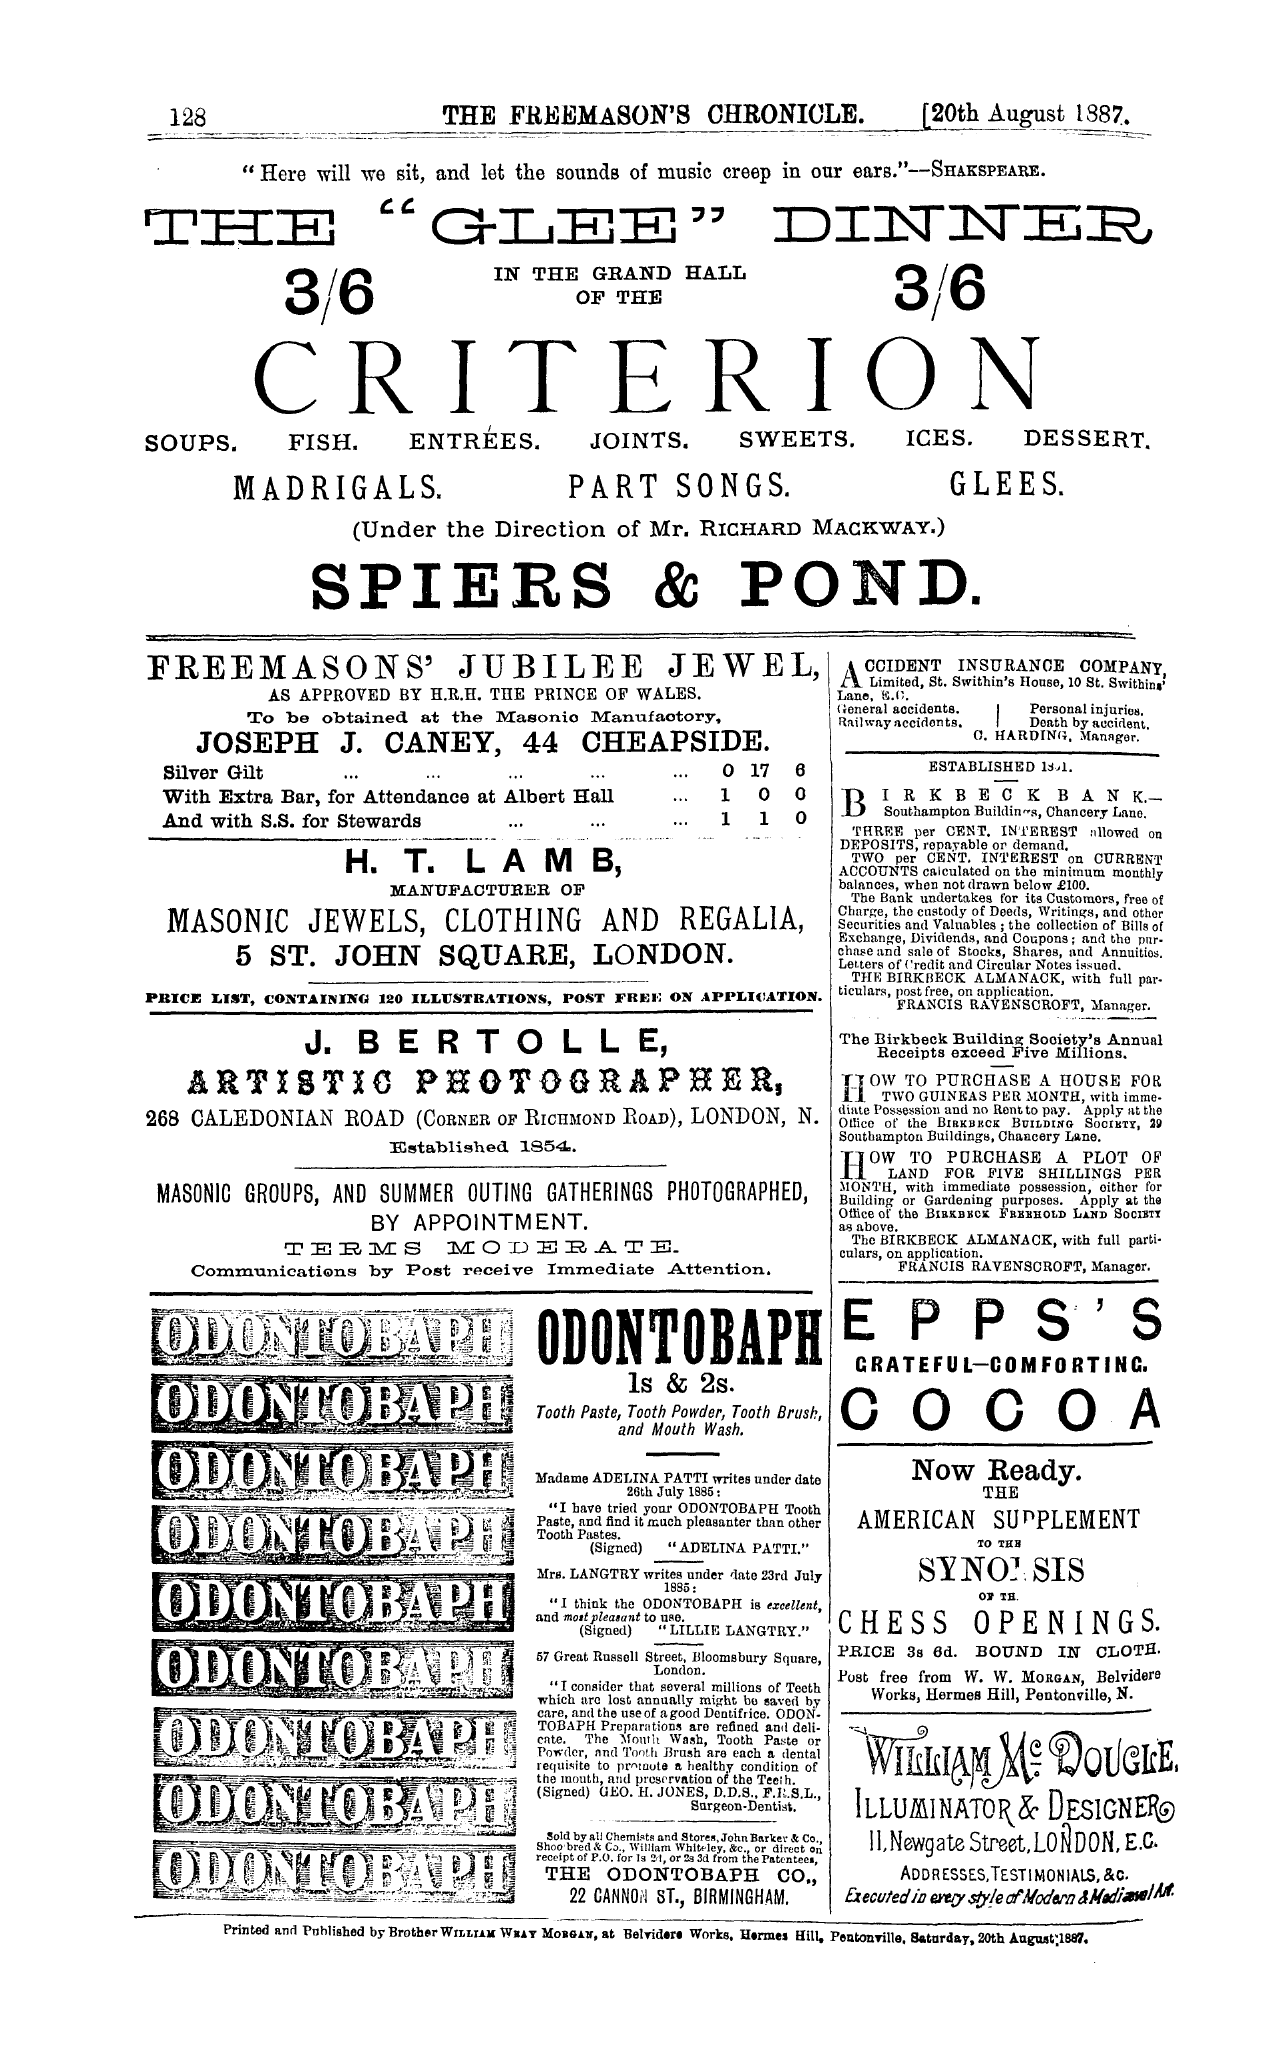 128 THE FREEMASON'S CHRONICLE. [20th August 1887.
"Here will we sit, and let the sounds of music creep in our ears."--SHAKSPEARE.
THE "GLEE" DINNER
3/6 IN THE GRAND HALL 3/6
OF THE
CRITERION
SOUPS. FISH. ENTRÉES. JOINTS. SWEETS. ICES. DESSERT.
MADRIGALS. PART SONGS. GLEES.
(Under the Direction of Mr. RICHARD MACKWAY.)
SPIERS & POND.
FREEMASONS' JUBILEE JEWEL,
AS APPROVED BY H.R.H. THE PRINCE OF WALES.
To be obtained at the Masonic Manufactory,
JOSEPH J. CANEY, 44 CHEAPSIDE.
Silver Gilt ... ... ... ... ... 0 17 6
With Extra Bar, for Attendance at Albert Hall ... 1 0 0
And with S.S. for Stewards ... ... ... 1 1 0
H. T. LAMB,
MANUFACTURER OF
MASONIC JEWELS, CLOTHING AND REGALIA,
5 ST. JOHN SQUARE, LONDON.
PRICE LIST, CONTAINING 120 ILLUSTRATIONS, POST FREE ON APPLICATION.
J. BERTOLLE,
ARTISTIC PHOTOGRAPHER,
268 CALEDONIAN ROAD (CORNER OF RICHMOND ROAD), LONDON, N.
Established 1854.
MASONIC GROUPS, AND SUMMER OUTING GATHERINGS PHOTOGRAPHED,
BY APPOINTMENT.
TERMS MODERATE.
Communications by Post receive Immediate Attention.
ODONTOBAPH
ODONTOBAPH
ODONTOBAPH
ODONTOBAPH
ODONTOBAPH
ODONTOBAPH
ODONTOBAPH
ODONTOBAPH
ODONTOBAPH
ODONTOBAPH
1s & 2s.
Tooth Paste, Tooth Powder, Tooth Brush,
and Mouth Wash.
Madame ADELINA PATTI writes under date
26th July 1885:
"I have tried your ODONTOBAPH Tooth
Paste, and find it much pleasanter than other
Tooth Pastes.
(Signed) "ADELINA PATTI."
Mrs. LANGTRY writes under date 23rd July
1885:
"I think the ODONTOBAPH is excellent,
and most pleasant to use.
(Signed) "LILLIE LANGTRY."
57 Great Russell Street, Bloomsbury Square,
London.
"I consider that several millions of Teeth
which are lost annually might be saved by
care, and the use of a good Dentifrice. ODON-
TOBAPH Preparations are refined and deli-
cate. The Mouth Wash, Tooth Paste or
Powder, and Tooth Brush are each a dental
requisite to promote a healthy condition of
the mouth, and preservation of the Teeth.
(Signed) GEO. H. JONES, D.D.S., F.R.S.L.,
Surgeon-Dentist.
Sold by all Chemists and Stores, John Barker & Co.,
Shoolbred & Co., William Whiteley, &c., or direct on
receipt of P.O. for 1s 2d, or 2s 3d from the Patentees,
THE ODONTOBAPH CO.,
22 CANNON ST., BIRMINGHAM.
ACCIDENT INSURANCE COMPANY,
Limited, St. Swithin's House, 10 St. Swithins'
Lane, E.C.
General accidents. | Personal injuries.
Railway accidents. | Death by accident.
C. HARDING, Manager.
ESTABLISHED
BIRKBECK BANK.—
Southampton Buildings, Chancery Lane.
THREE per CENT. INTEREST allowed on
DEPOSITS, repayable or demand.
TWO per CENT. INTEREST on CURRENT
ACCOUNTS calculated on the minimum monthly
balances, when not drawn below £100.
The Bank undertakes for its Customers, free of
Charge, the custody of Deeds, Writings, and other
Securities and Valuables; the collection of Bills of
Exchange, Dividends, and Coupons; and the pur-
chase and sale of Stocks, Shares, and Annuities.
Letters of Credit and Circular Notes issued.
THE BIRKBECK ALMANACK, with full par-
ticulars, post free, on application.
FRANCIS RAVENSCROFT, Manager.
The Birkbeck Building Society's Annual
Receipts exceed Five Millions.
HOW TO PURCHASE A HOUSE FOR
TWO GUINEAS PER MONTH, with imme-
diate Possession and no Rent to pay. Apply at the
Office of the BIRKBECK BUILDING SOCIETY, 29
Southampton Buildings, Chancery Lane.
HOW TO PURCHASE A PLOT OF
LAND FOR FIVE SHILLINGS PER
MONTH, with immediate possession, either for
Building or Gardening purposes. Apply at the
Office of the BIRKBECK FREEHOLD LAND SOCIETY
as above.
The BIRKBECK ALMANACK, with full parti-
culars, on application.
FRANCIS RAVENSCROFT, Manager.
EPPS'S
GRATEFUL—COMFORTING.
COCOA
Now Ready.
THE
AMERICAN SUPPLEMENT
TO THE
SYNOPSIS
OF THE
CHESS OPENINGS.
PRICE 3s 6d. BOUND IN CLOTH.
Post free from W. W. MORGAN, Belvidere
Works, Hermes Hill, Pentonville, N.
WILLIAM McDOUGLE,
ILLUMINATOR & DESIGNER
11, Newgate Street, LONDON, E.C.
ADDRESSES, TESTIMONIALS, &c.
Executed in every style of Modern & Mediæval Art.
Printed and Published by Brother WILLIAM WRAY MORGAN, at Belvidere Works, Hermes Hill, Pentonville, Saturday, 20th August, 1887.